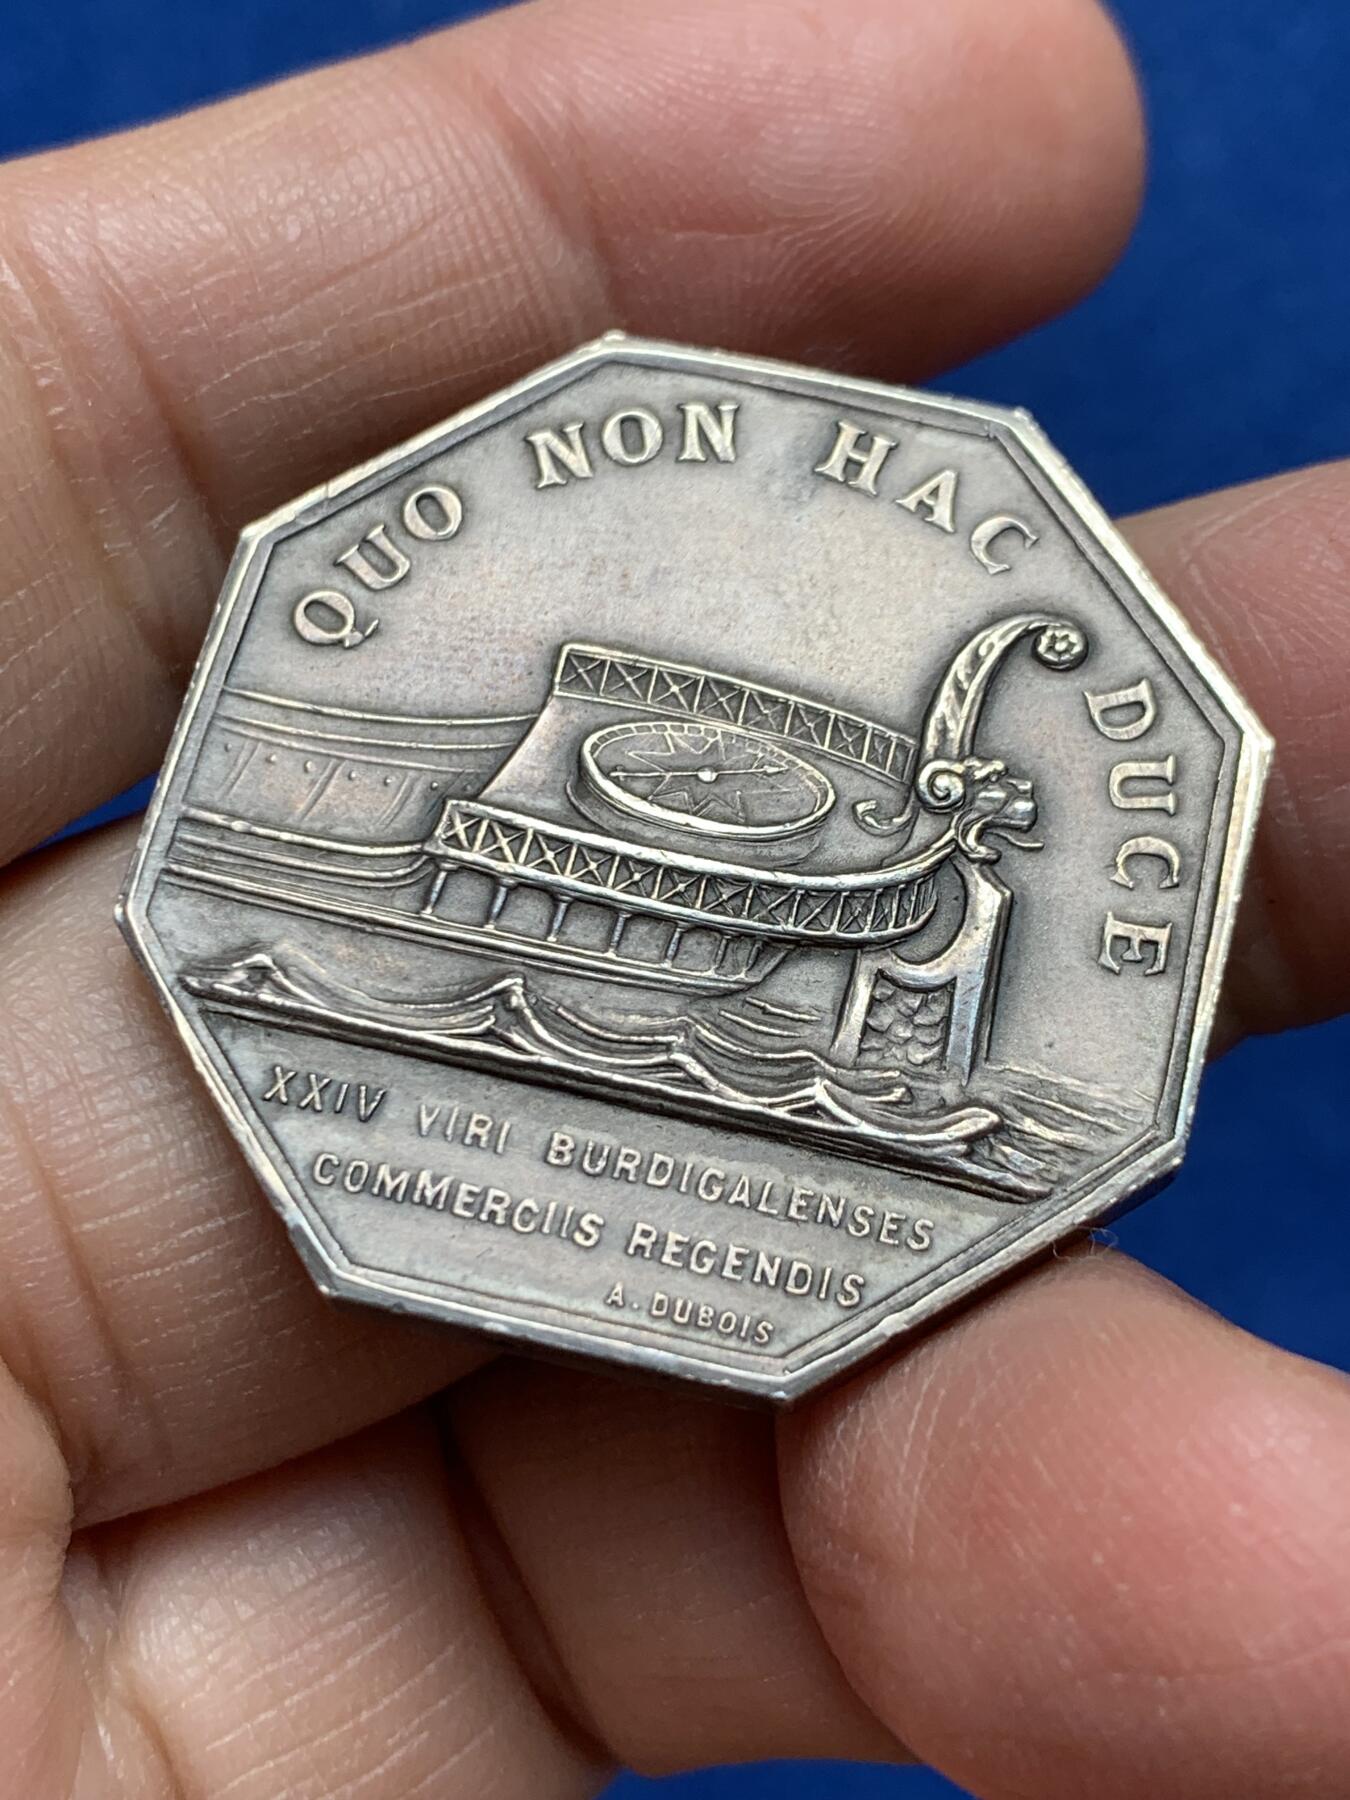 QUO NON HAC DUCE
XXIV VIRI BURDIGALENSES
COMMERCIIS REGENDIS
A. DUBOIS